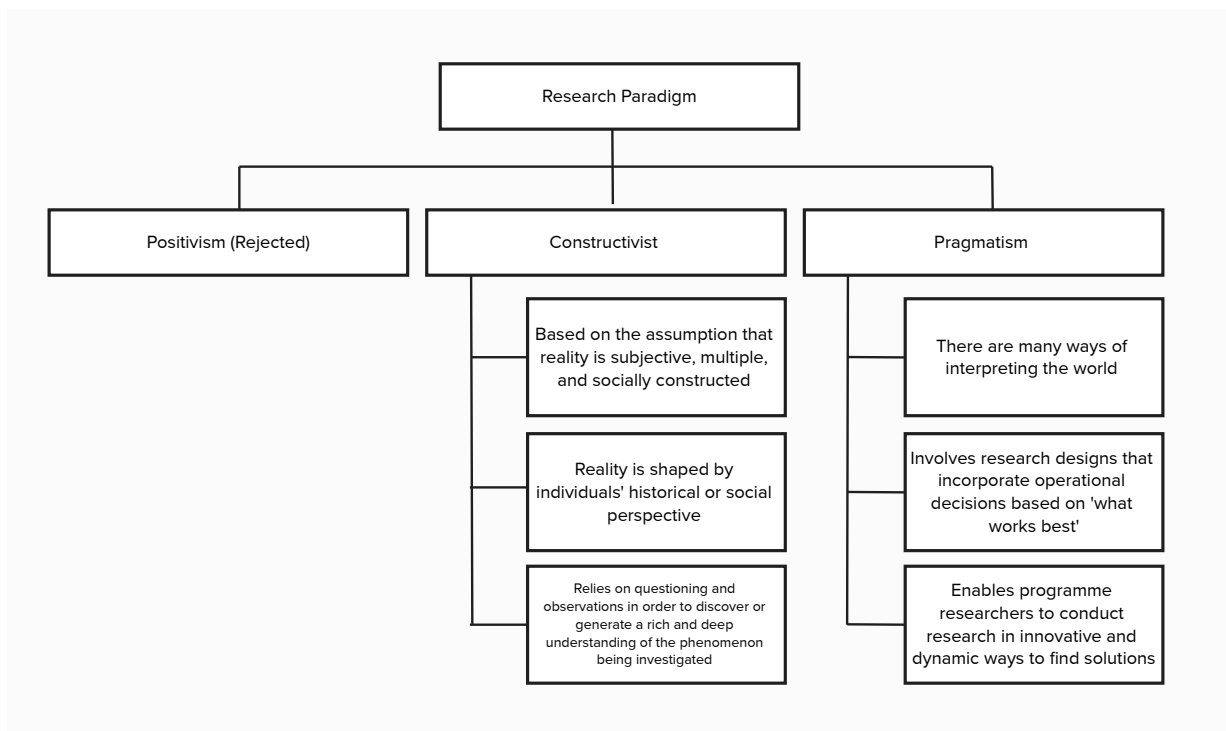 Research Paradigm
Positivism (Rejected)
Constructivist
Pragmatism
Based on the assumption that
reality is subjective, multiple,
and socially constructed
Reality is shaped by
individuals' historical or social
perspective
Relies on questioning and
observations in order to discover or
generate a rich and deep
understanding of the phenomenon
being investigated
There are many ways of
interpreting the world
Involves research designs that
incorporate operational
decisions based on 'what
works best'
Enables programme
researchers to conduct
research in innovative and
dynamic ways to find solutions